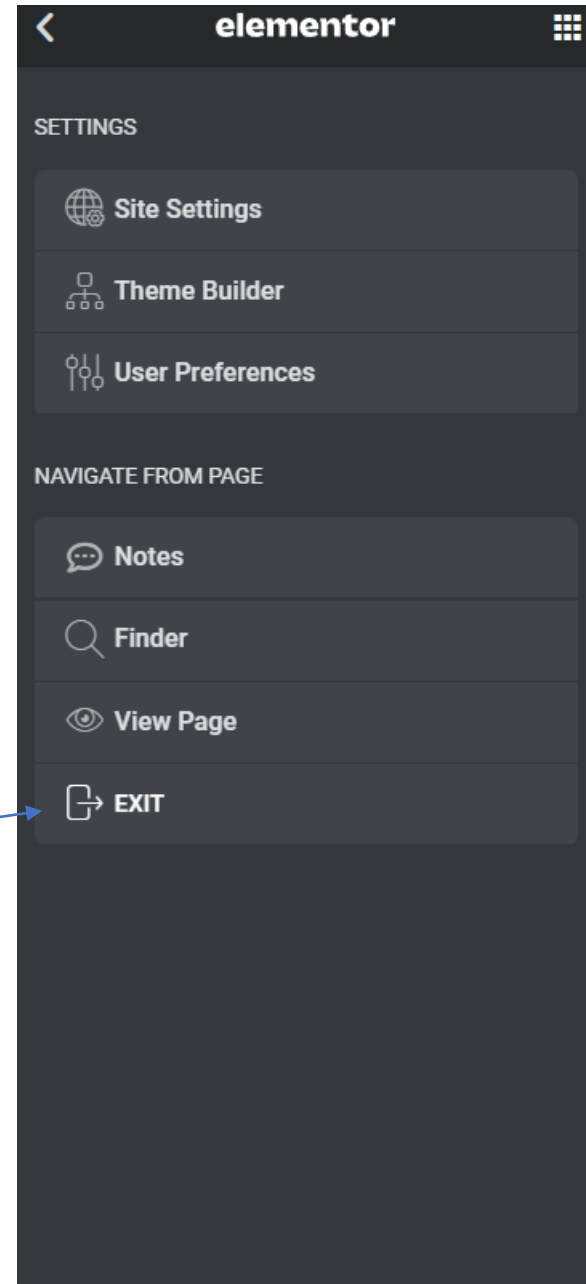 elementor
SETTINGS
Site Settings
Theme Builder
User Preferences
NAVIGATE FROM PAGE
Notes
Finder
View Page
EXIT